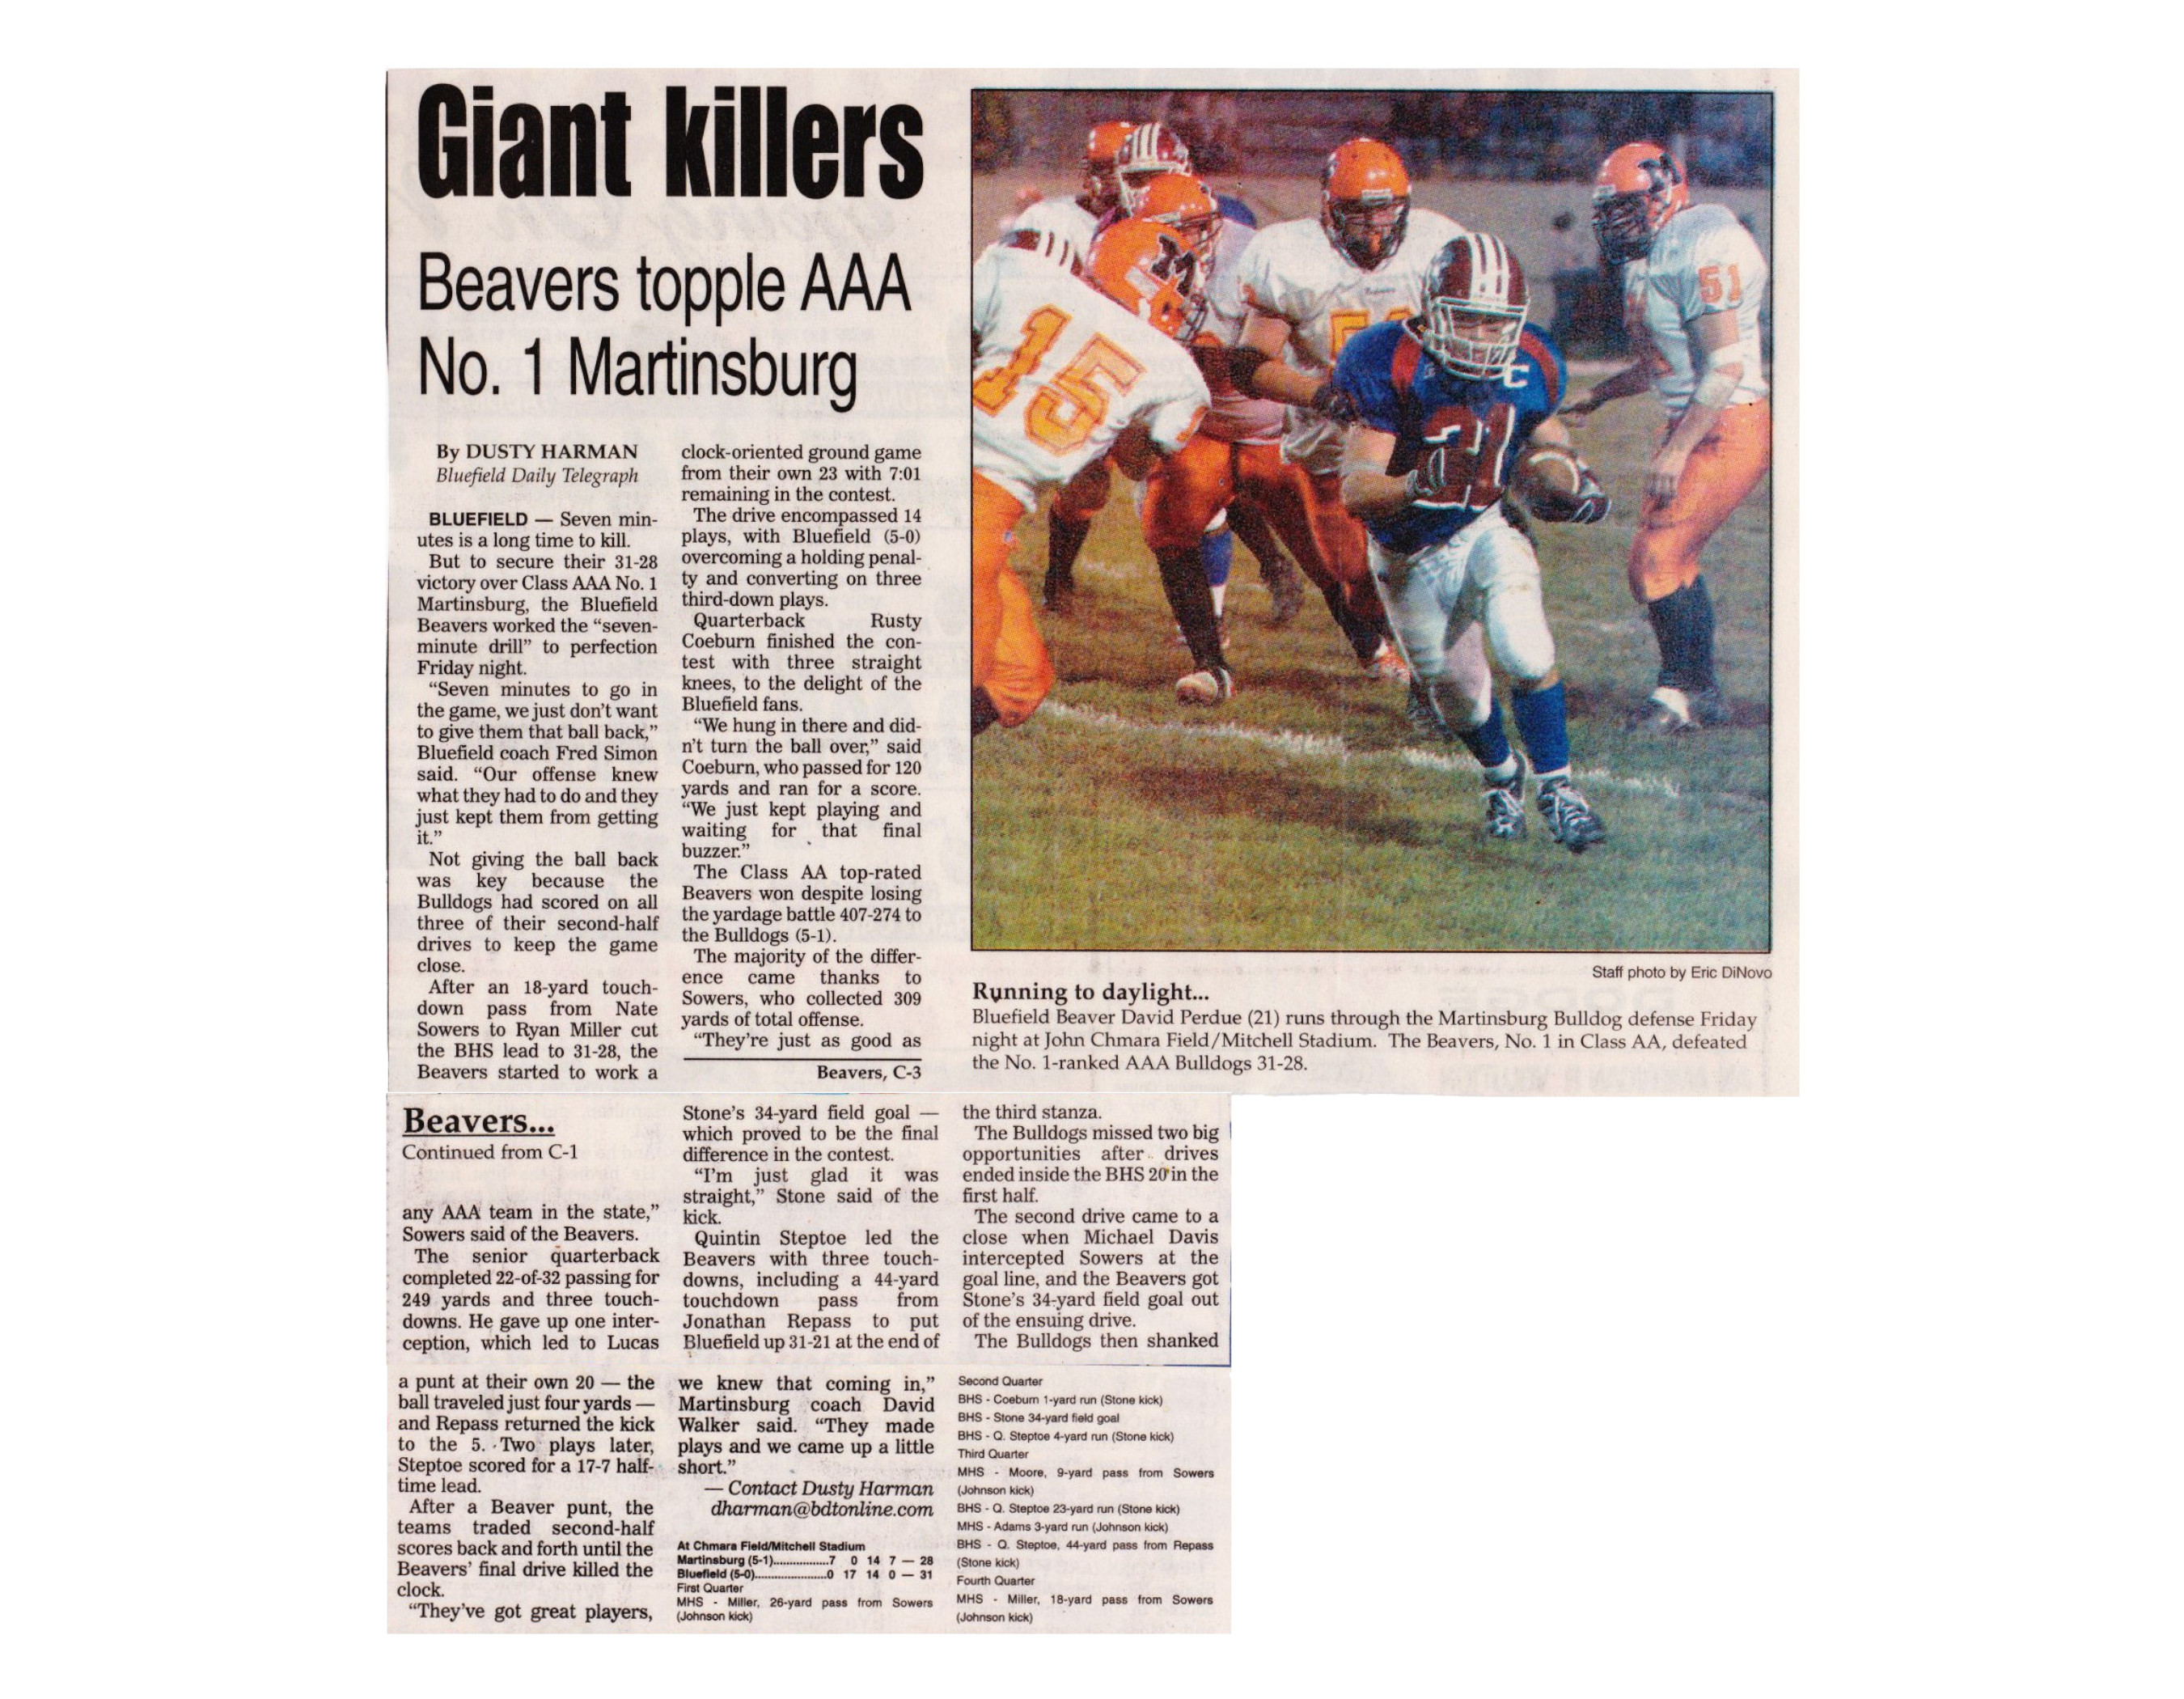 Giant killers
Beavers topple AAA
No. 1 Martinsburg
By DUSTY HARMAN
Bluefield Daily Telegraph
BLUEFIELD — Seven min-
utes is a long time to kill.
But to secure their 31-28
victory over Class AAA No. 1
Martinsburg, the Bluefield
Beavers worked the “seven-
minute drill” to perfection
Friday night.
“Seven minutes to go in
the game, we just don’t want
to give them that ball back,”
Bluefield coach Fred Simon
said. “Our offense knew
what they had to do and they
just kept them from getting
it.”
Not giving the ball back
was key because the
Bulldogs had scored on all
three of their second-half
drives to keep the game
close.
After an 18-yard touch-
down pass from Nate
Sowers to Ryan Miller cut
the BHS lead to 31-28, the
Beavers started to work a
clock-oriented ground game
from their own 23 with 7:01
remaining in the contest.
The drive encompassed 14
plays, with Bluefield (5-0)
overcoming a holding penal-
ty and converting on three
third-down plays.
Quarterback Rusty
Coeburn finished the con-
test with three straight
knees, to the delight of the
Bluefield fans.
“We hung in there and did-
n’t turn the ball over,” said
Coeburn, who passed for 120
yards and ran for a score.
“We just kept playing and
waiting for that final
buzzer.”
The Class AA top-rated
Beavers won despite losing
the yardage battle 407-274 to
the Bulldogs (5-1).
The majority of the differ-
ence came thanks to
Sowers, who collected 309
yards of total offense.
“They’re just as good as
Beavers, C-3
15
51
C
21
Staff photo by Eric DiNovo
Running to daylight...
Bluefield Beaver David Perdue (21) runs through the Martinsburg Bulldog defense Friday
night at John Chmara Field/Mitchell Stadium. The Beavers, No. 1 in Class AA, defeated
the No. 1-ranked AAA Bulldogs 31-28.
Beavers...
Continued from C-1
any AAA team in the state,”
Sowers said of the Beavers.
The senior quarterback
completed 22-of-32 passing for
249 yards and three touch-
downs. He gave up one inter-
ception, which led to Lucas
Stone’s 34-yard field goal —
which proved to be the final
difference in the contest.
“I’m just glad it was
straight,” Stone said of the
kick.
Quintin Steptoe led the
Beavers with three touch-
downs, including a 44-yard
touchdown pass from
Jonathan Repass to put
Bluefield up 31-21 at the end of
the third stanza.
The Bulldogs missed two big
opportunities after drives
ended inside the BHS 20 in the
first half.
The second drive came to a
close when Michael Davis
intercepted Sowers at the
goal line, and the Beavers got
Stone’s 34-yard field goal out
of the ensuing drive.
The Bulldogs then shanked
a punt at their own 20 — the
ball traveled just four yards —
and Repass returned the kick
to the 5. Two plays later,
Steptoe scored for a 17-7 half-
time lead.
After a Beaver punt, the
teams traded second-half
scores back and forth until the
Beavers’ final drive killed the
clock.
“They’ve got great players,
we knew that coming in,”
Martinsburg coach David
Walker said. “They made
plays and we came up a little
short.”
— Contact Dusty Harman
dharman@bdtonline.com
At Chmara Field/Mitchell Stadium
Martinsburg (5-1)................7 0 14 7 — 28
Bluefield (5-0).....................0 17 14 0 — 31
First Quarter
MHS - Miller, 26-yard pass from Sowers
(Johnson kick)
Second Quarter
BHS - Coeburn 1-yard run (Stone kick)
BHS - Stone 34-yard field goal
BHS - Q. Steptoe 4-yard run (Stone kick)
Third Quarter
MHS - Moore, 9-yard pass from Sowers
(Johnson kick)
BHS - Q. Steptoe 23-yard run (Stone kick)
MHS - Adams 3-yard run (Johnson kick)
BHS - Q. Steptoe, 44-yard pass from Repass
(Stone kick)
Fourth Quarter
MHS - Miller, 18-yard pass from Sowers
(Johnson kick)